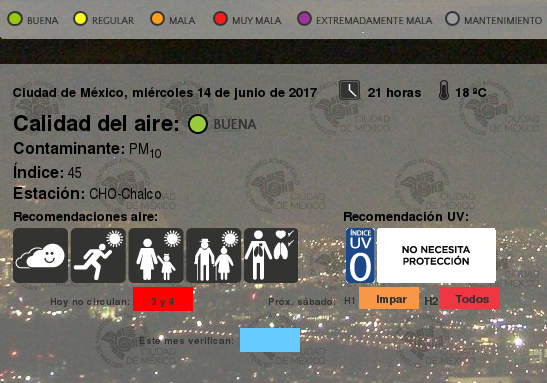 BUENA REGULAR MALA MUY MALA EXTREMADAMENTE MALA MANTENIMIENTO
Ciudad de México, miércoles 14 de junio de 2017 21 horas 18 ºC
Calidad del aire: BUENA
Contaminante: PM10
Índice: 45
Estación: CHO-Chalco
Recomendaciones aire: Recomendación UV:
ÍNDICE
UV
0
NO NECESITA
PROTECCIÓN
Hoy no circulan: 3 y 4 Próx. sábado: H1 Impar H2 Todos
Este mes verifican:
CIUDAD
DE MÉXICO